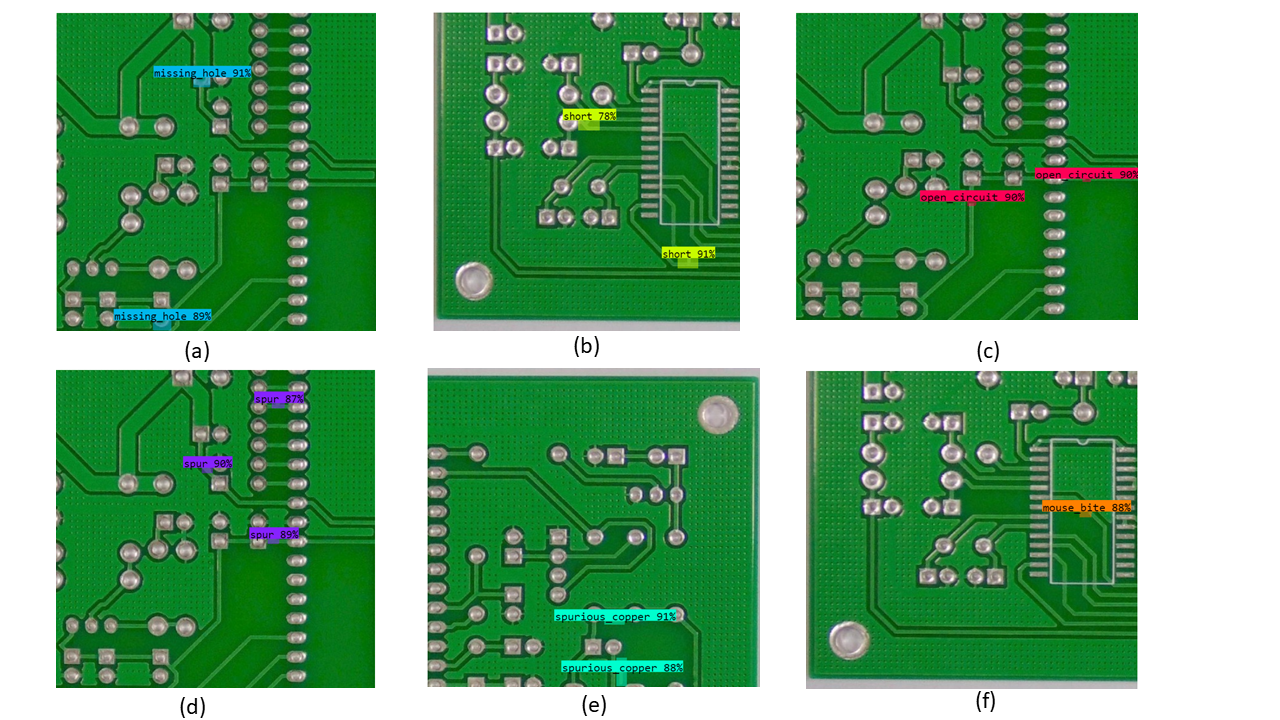 missing_hole 91%
missing_hole 89%
(a)
short 78%
short 91%
(b)
open_circuit 90%
open_circuit 90%
(c)
spur 87%
spur 90%
spur 89%
(d)
spurious_copper 91%
spurious_copper 88%
(e)
mouse_bite 88%
(f)